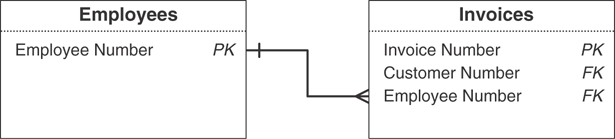 Employees
Employee Number PK
Invoices
Invoice Number PK
Customer Number FK
Employee Number FK